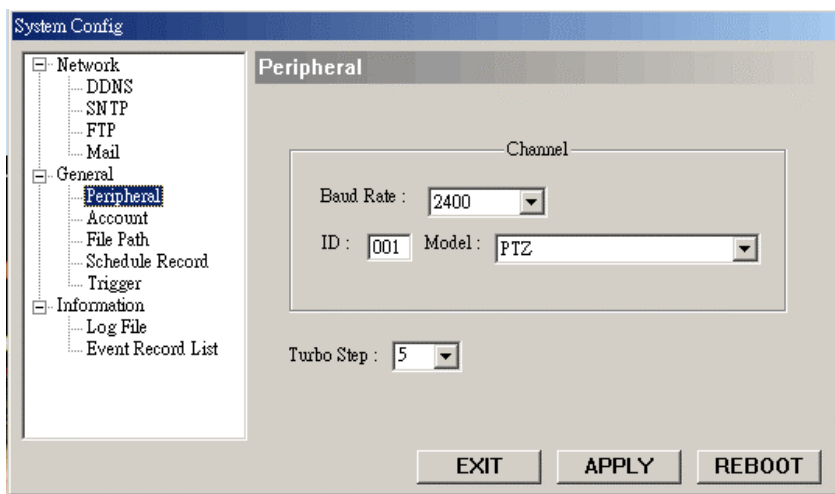 System Config
Network
DDNS
SNTP
FTP
Mail
General
Peripheral
Account
File Path
Schedule Record
Trigger
Information
Log File
Event Record List
Peripheral
Channel
Baud Rate : 2400
ID : 001 Model : PTZ
Turbo Step : 5
EXIT APPLY REBOOT